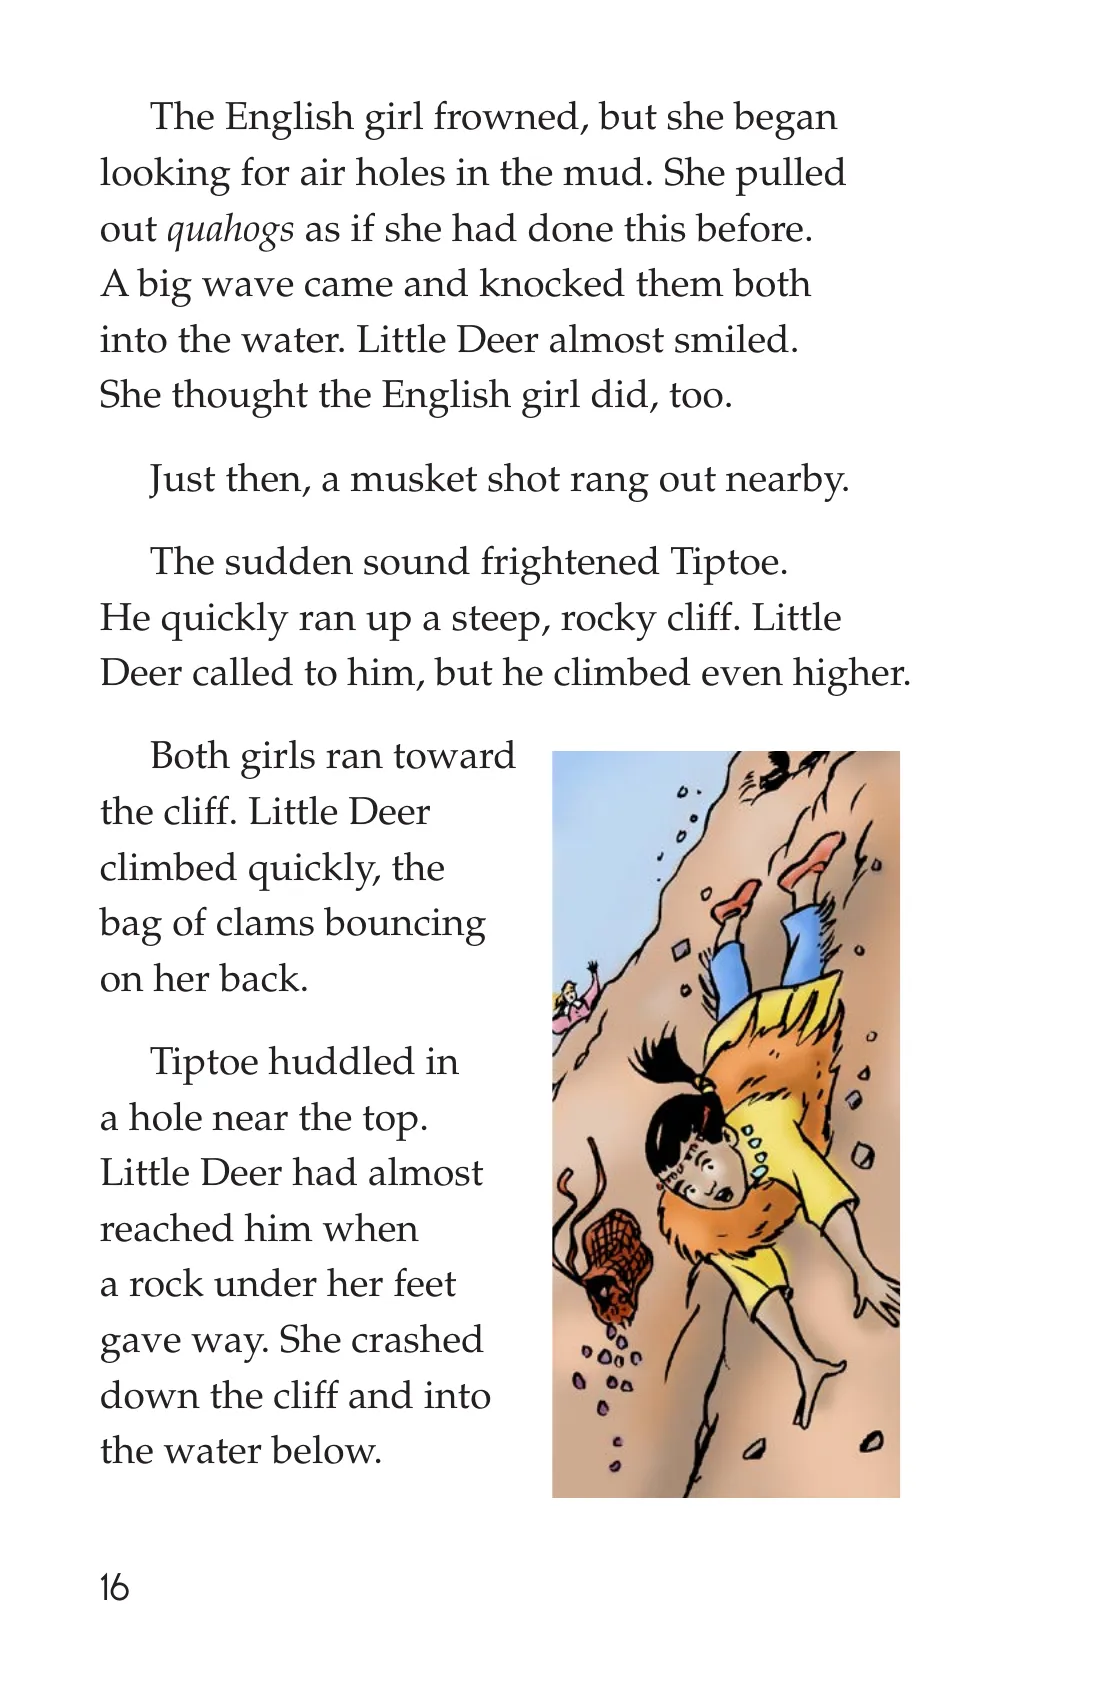 The English girl frowned, but she began
looking for air holes in the mud. She pulled
out quahogs as if she had done this before.
A big wave came and knocked them both
into the water. Little Deer almost smiled.
She thought the English girl did, too.
Just then, a musket shot rang out nearby.
The sudden sound frightened Tiptoe.
He quickly ran up a steep, rocky cliff. Little
Deer called to him, but he climbed even higher.
Both girls ran toward
the cliff. Little Deer
climbed quickly, the
bag of clams bouncing
on her back.
Tiptoe huddled in
a hole near the top.
Little Deer had almost
reached him when
a rock under her feet
gave way. She crashed
down the cliff and into
the water below.
16